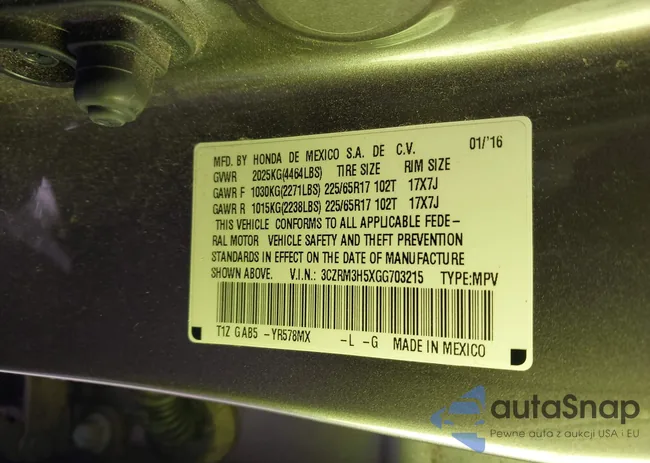 MFD. BY HONDA DE MEXICO S.A. DE C.V. 01/'16
GVWR 2025KG(4464LBS) TIRE SIZE RIM SIZE
GAWR F 1030KG(2271LBS) 225/65R17 102T 17X7J
GAWR R 1015KG(2238LBS) 225/65R17 102T 17X7J
THIS VEHICLE CONFORMS TO ALL APPLICABLE FEDE-
RAL MOTOR VEHICLE SAFETY AND THEFT PREVENTION
STANDARDS IN EFFECT ON THE DATE OF MANUFACTURE
SHOWN ABOVE. V.I.N.: 3CZRM3H5XGG703215 TYPE:MPV
T1Z GAB5 -YR578MX -L -G MADE IN MEXICO
autaSnap
Pewne auta z aukcji USA i EU